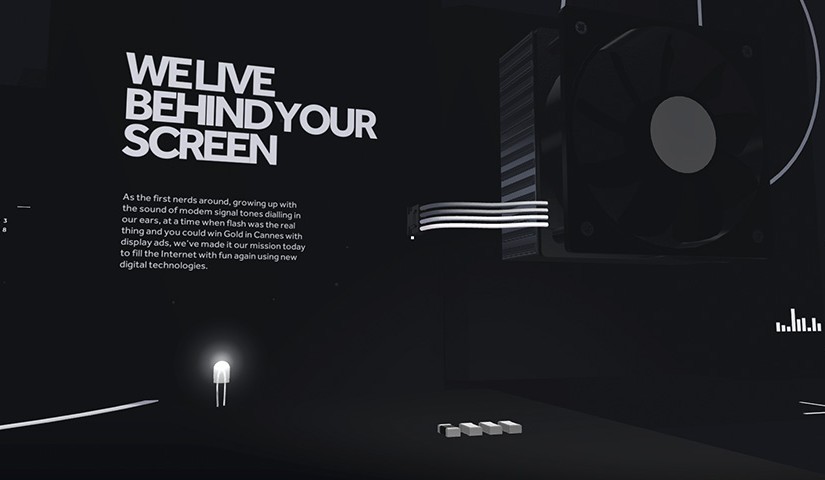 WE LIVE
BEHIND YOUR
SCREEN
As the first nerds around, growing up with
the sound of modem signal tones dialling in
our ears, at a time when flash was the real
thing and you could win Gold in Cannes with
display ads, we've made it our mission today
to fill the Internet with fun again using new
digital technologies.
3
8